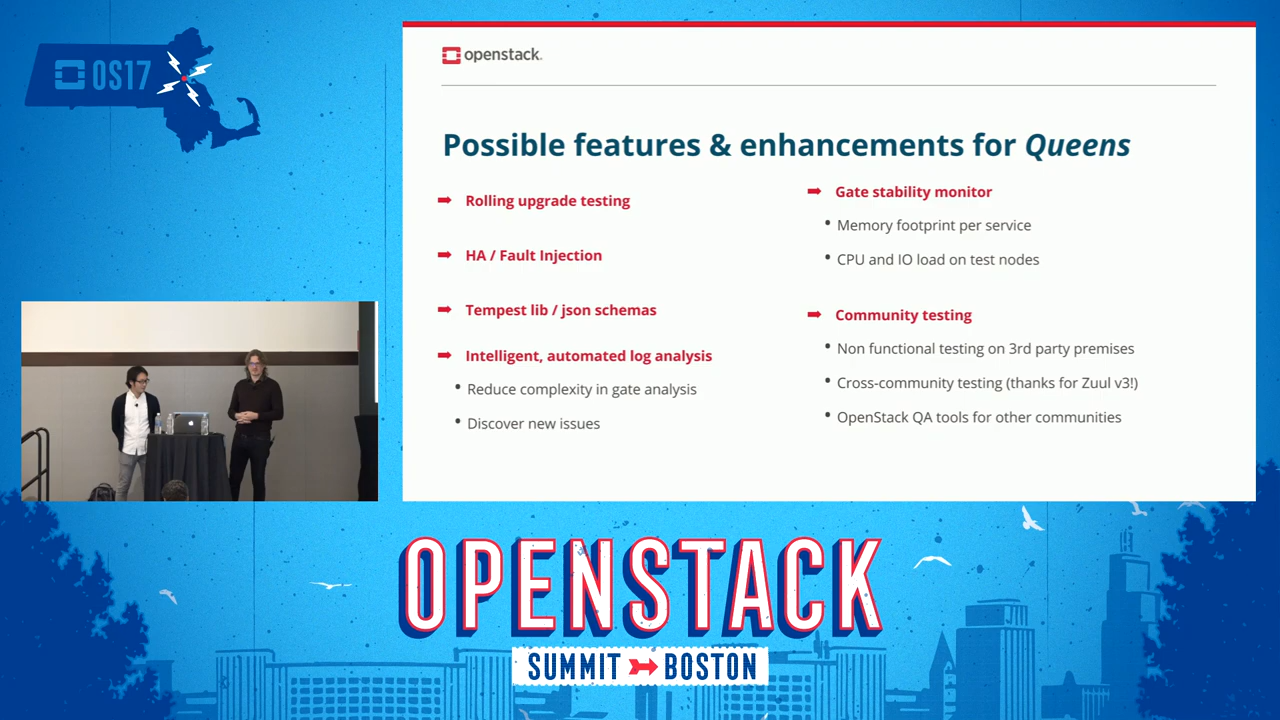 OS17
openstack.
Possible features & enhancements for Queens
Rolling upgrade testing
HA / Fault Injection
Tempest lib / json schemas
Intelligent, automated log analysis
• Reduce complexity in gate analysis
• Discover new issues
Gate stability monitor
• Memory footprint per service
• CPU and IO load on test nodes
Community testing
• Non functional testing on 3rd party premises
• Cross-community testing (thanks for Zuul v3!)
• OpenStack QA tools for other communities
OPENSTACK
SUMMIT BOSTON